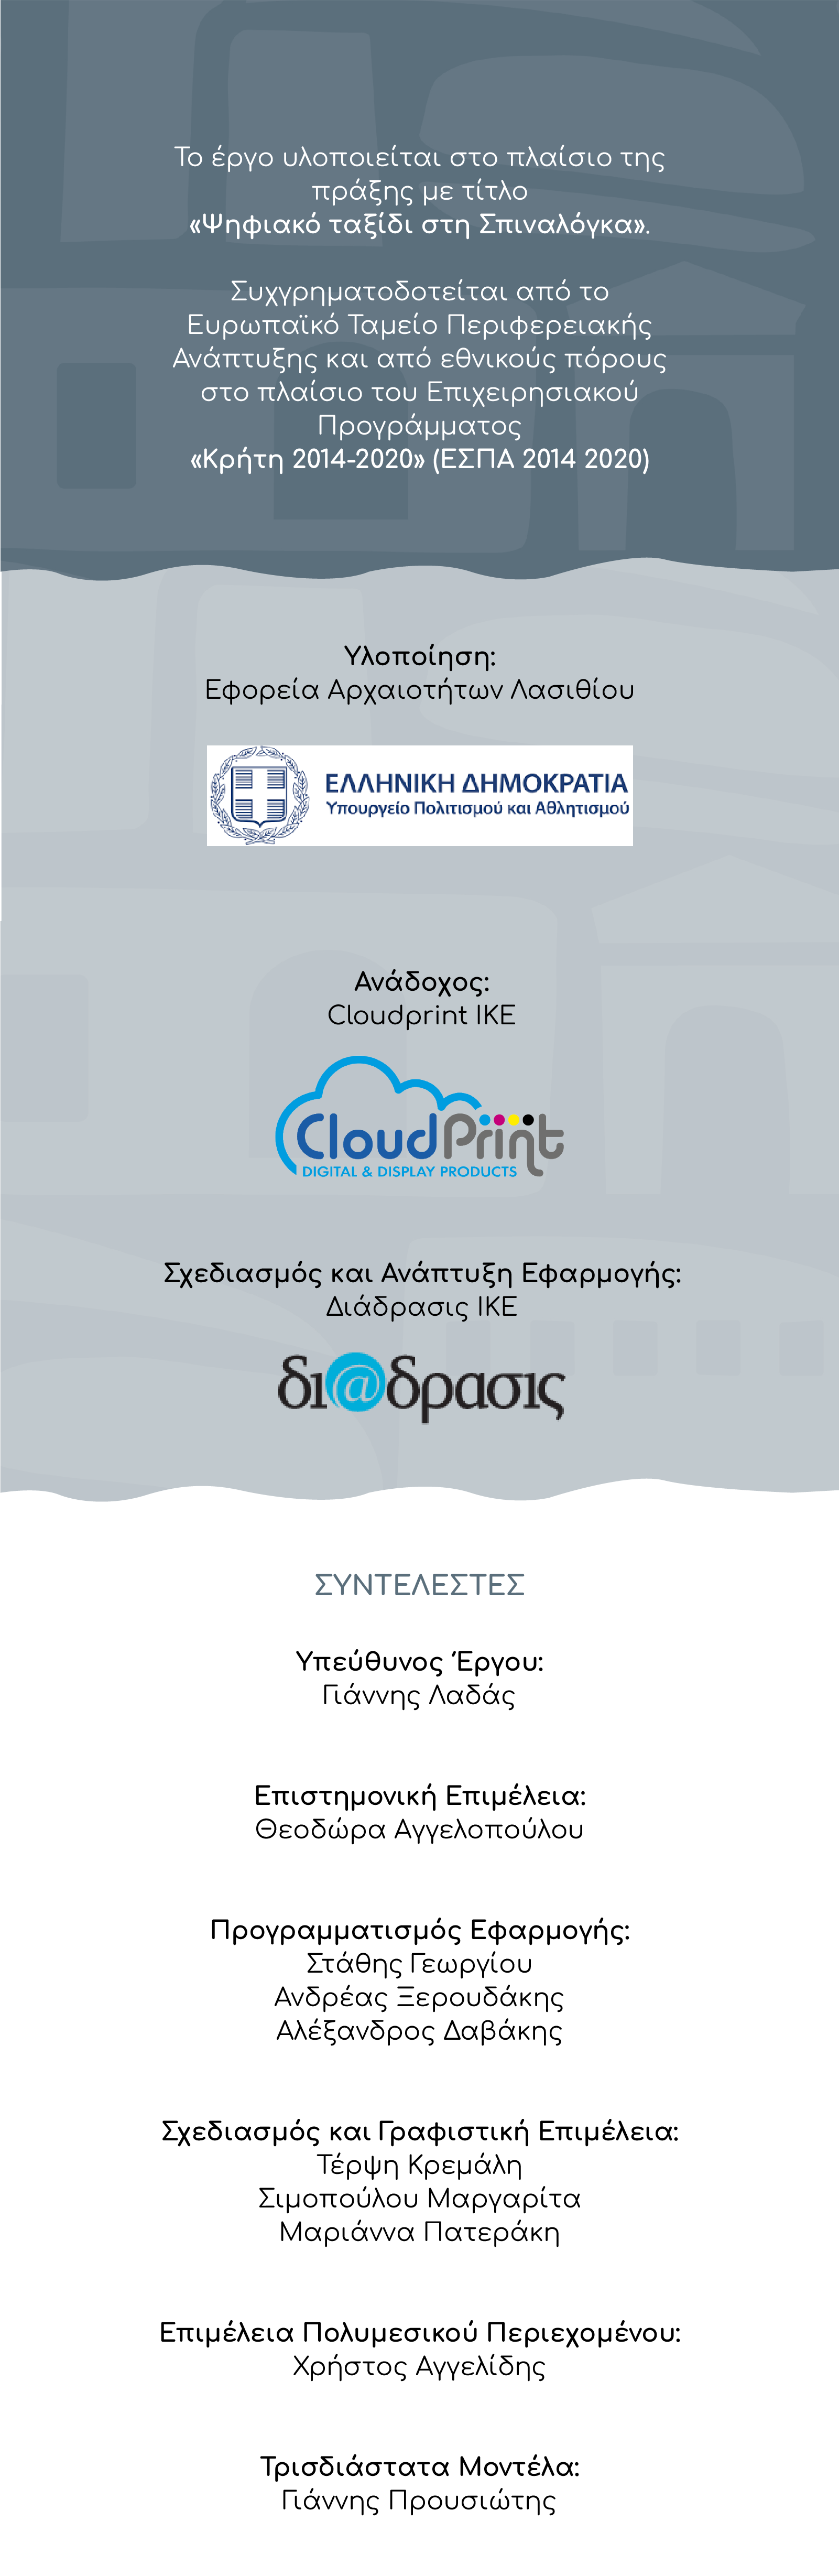 Το έργο υλοποιείται στο πλαίσιο της
πράξης με τίτλο
«Ψηφιακό ταξίδι στη Σπιναλόγκα».
Συχγρηματοδοτείται από το
Ευρωπαϊκό Ταμείο Περιφερειακής
Ανάπτυξης και από εθνικούς πόρους
στο πλαίσιο του Επιχειρησιακού
Προγράμματος
«Κρήτη 2014-2020» (ΕΣΠΑ 2014 2020)
Υλοποίηση:
Εφορεία Αρχαιοτήτων Λασιθίου
ΕΛΛΗΝΙΚΗ ΔΗΜΟΚΡΑΤΙΑ
Υπουργείο Πολιτισμού και Αθλητισμού
Ανάδοχος:
Cloudprint ΙΚΕ
CloudPrint
DIGITAL & DISPLAY PRODUCTS
Σχεδιασμός και Ανάπτυξη Εφαρμογής:
Διάδρασις ΙΚΕ
δι@δρασις
ΣΥΝΤΕΛΕΣΤΕΣ
Υπεύθυνος Έργου:
Γιάννης Λαδάς
Επιστημονική Επιμέλεια:
Θεοδώρα Αγγελοπούλου
Προγραμματισμός Εφαρμογής:
Στάθης Γεωργίου
Ανδρέας Ξερουδάκης
Αλέξανδρος Δαβάκης
Σχεδιασμός και Γραφιστική Επιμέλεια:
Τέρψη Κρεμάλη
Σιμοπούλου Μαργαρίτα
Μαριάννα Πατεράκη
Επιμέλεια Πολυμεσικού Περιεχομένου:
Χρήστος Αγγελίδης
Τρισδιάστατα Μοντέλα:
Γιάννης Προυσιώτης